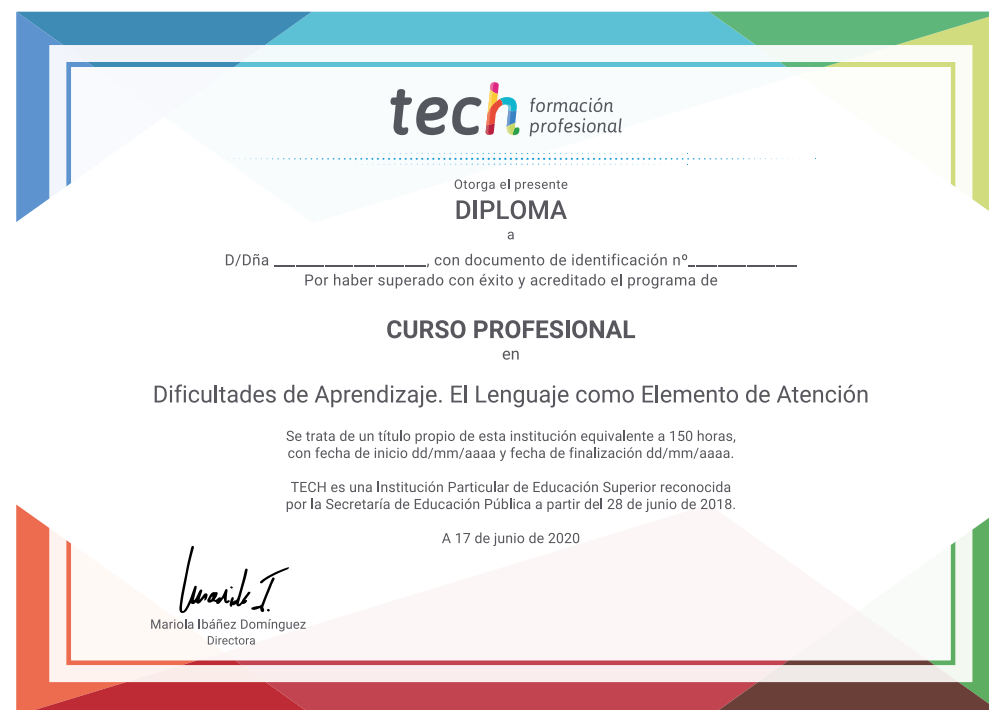 tech formación
profesional
Otorga el presente
DIPLOMA
a
D/Dña ______________, con documento de identificación nº__________
Por haber superado con éxito y acreditado el programa de
CURSO PROFESIONAL
en
Dificultades de Aprendizaje. El Lenguaje como Elemento de Atención
Se trata de un título propio de esta institución equivalente a 150 horas,
con fecha de inicio dd/mm/aaaa y fecha de finalización dd/mm/aaaa.
TECH es una Institución Particular de Educación Superior reconocida
por la Secretaría de Educación Pública a partir del 28 de junio de 2018.
A 17 de junio de 2020
Mariola I.
Mariola Ibáñez Domínguez
Directora